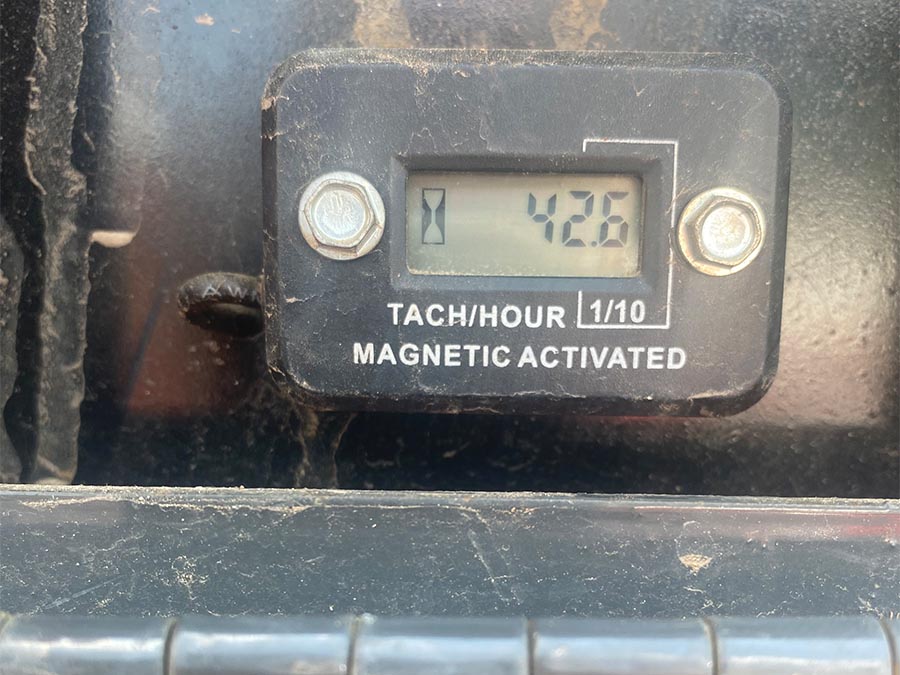 42.6
TACH/HOUR 1/10
MAGNETIC ACTIVATED